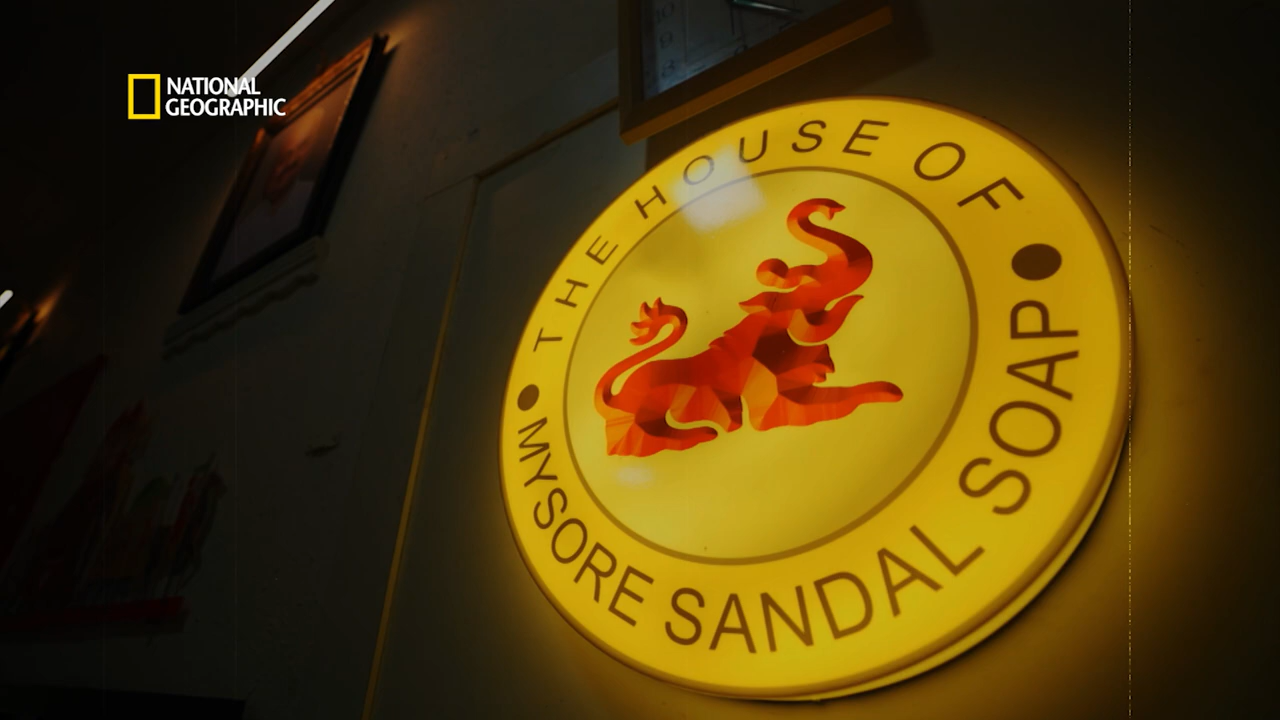 NATIONAL
GEOGRAPHIC
THE HOUSE OF
MYSORE SANDAL SOAP